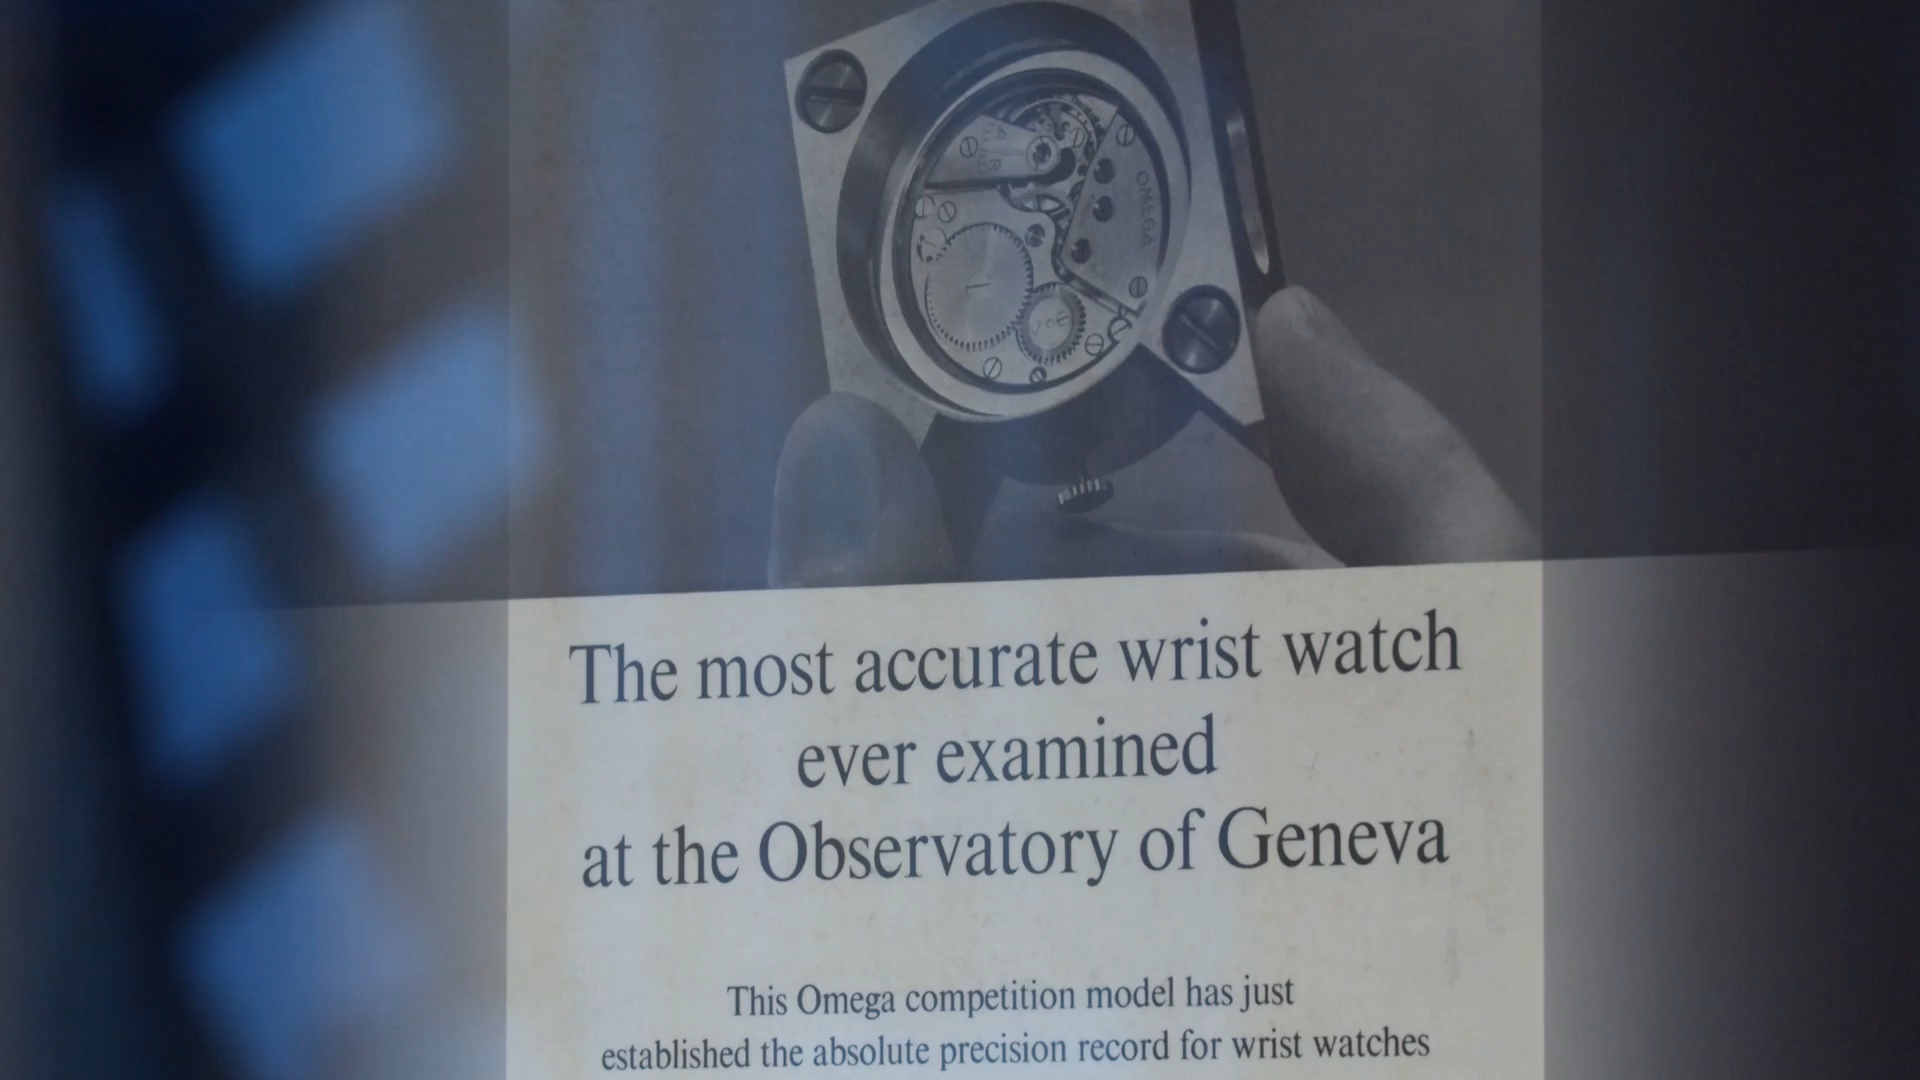 OMEGA
The most accurate wrist watch
ever examined
at the Observatory of Geneva
This Omega competition model has just
established the absolute precision record for wrist watches